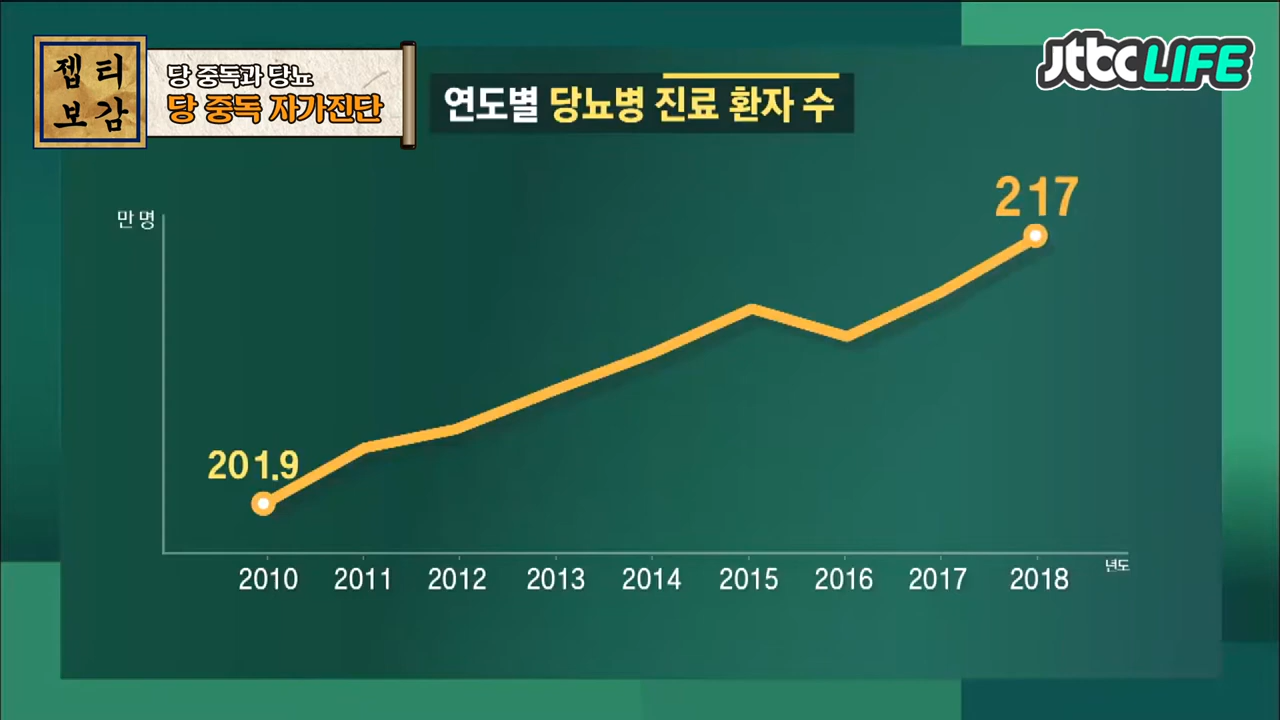 젭티
보감
당 중독과 당뇨
당 중독 자가진단
연도별 당뇨병 진료 환자 수
jtbc LIFE
만 명
217
201.9
2010 2011 2012 2013 2014 2015 2016 2017 2018
년도